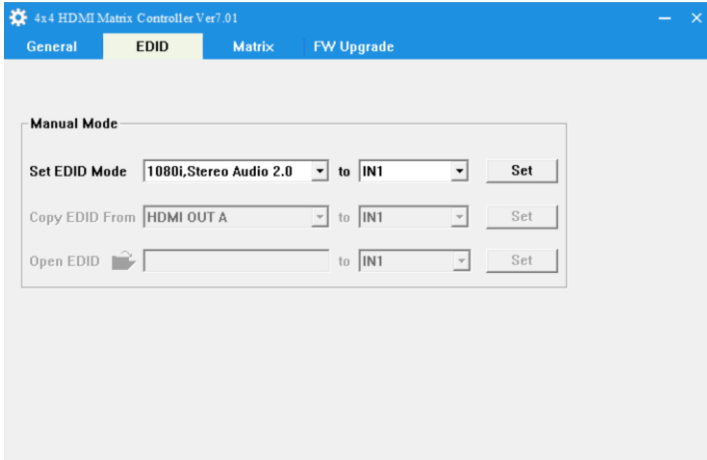 4x4 HDMI Matrix Controller Ver7.01
General EDID Matrix FW Upgrade
Manual Mode
Set EDID Mode 1080i,Stereo Audio 2.0 to IN1 Set
Copy EDID From HDMI OUT A to IN1 Set
Open EDID to IN1 Set